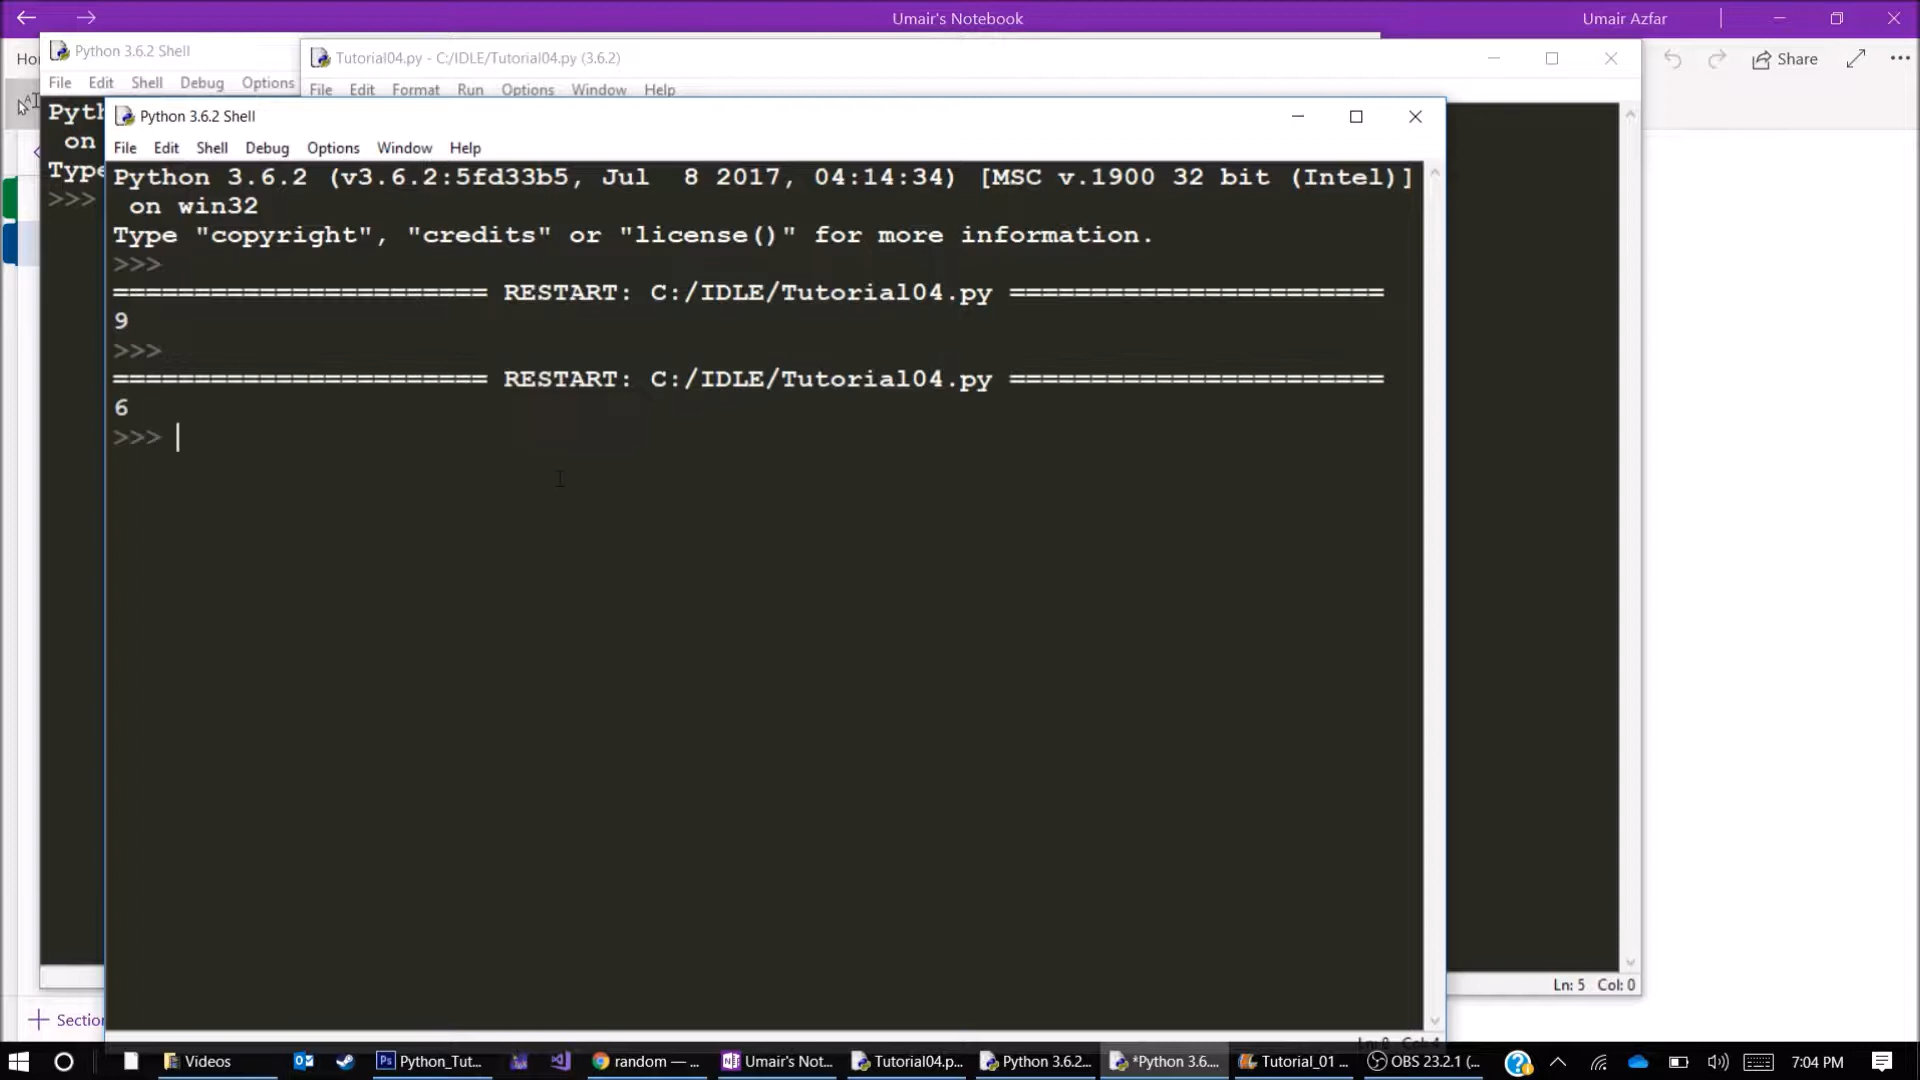 Umair's Notebook
Umair Azfar
Python 3.6.2 Shell
File Edit Shell Debug Options
Tutorial04.py - C:/IDLE/Tutorial04.py (3.6.2)
File Edit Format Run Options Window Help
Share
on
>>>
Python 3.6.2 Shell
File Edit Shell Debug Options Window Help
Python 3.6.2 (v3.6.2:5fd33b5, Jul  8 2017, 04:14:34) [MSC v.1900 32 bit (Intel)]
on win32
Type "copyright", "credits" or "license()" for more information.
>>>
======================= RESTART: C:/IDLE/Tutorial04.py =======================
9
>>>
======================= RESTART: C:/IDLE/Tutorial04.py =======================
6
>>>
Ln: 5 Col: 0
Videos
Python_Tut...
random — ...
Umair's Not...
Tutorial04.p...
Python 3.6.2...
*Python 3.6....
Tutorial_01 ...
OBS 23.2.1 (...
7:04 PM